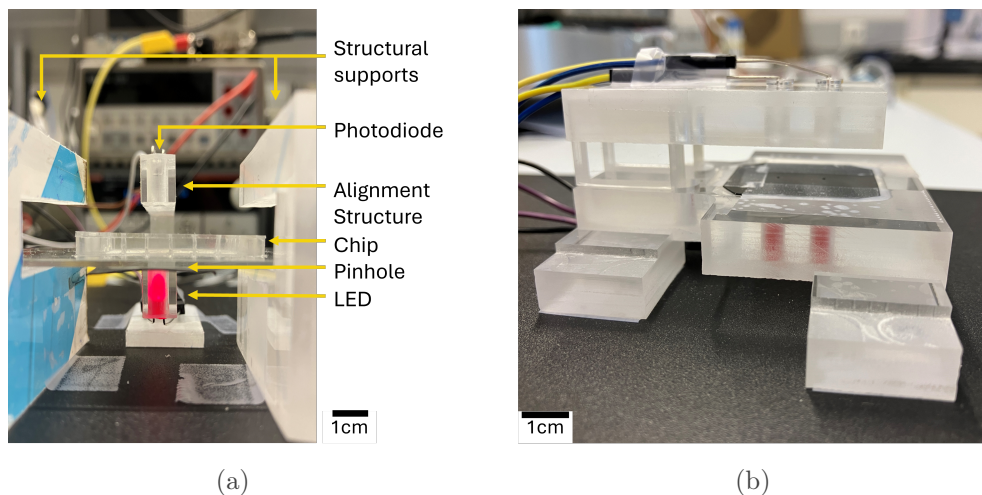 Structural
supports
Photodiode
Alignment
Structure
Chip
Pinhole
LED
1cm
1cm
(a)
(b)